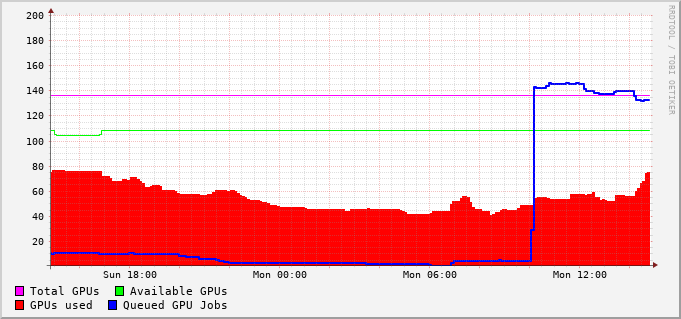 200
180
160
140
120
100
80
60
40
20
Sun 18:00 Mon 00:00 Mon 06:00 Mon 12:00
Total GPUs Available GPUs
GPUs used Queued GPU Jobs
RRDTOOL / TOBI OETIKER